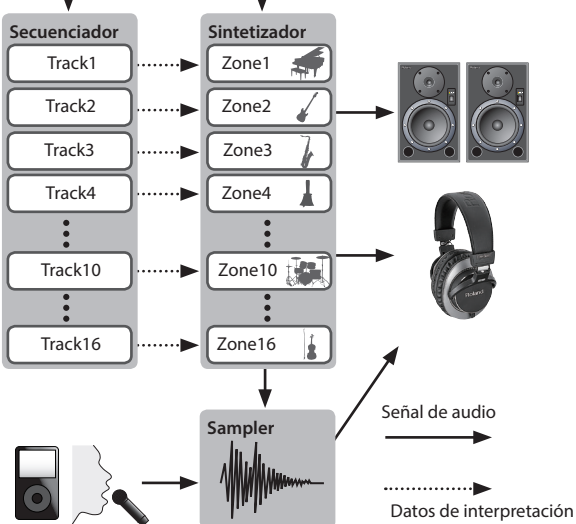 Secuenciador
Track1
Track2
Track3
Track4
Track10
Track16
Sintetizador
Zone1
Zone2
Zone3
Zone4
Zone10
Zone16
Roland
Sampler
Señal de audio
Datos de interpretación